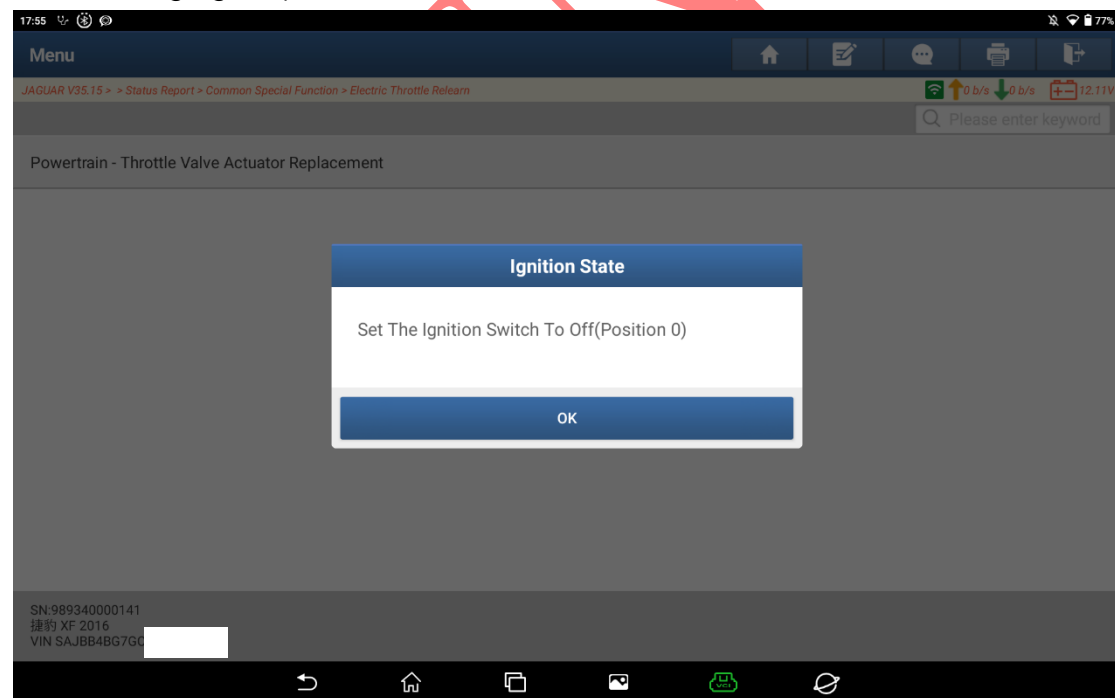 17:55
77%
Menu
JAGUAR V35.15 > > Status Report > Common Special Function > Electric Throttle Relearn
0 b/s 0 b/s 12.11V
Please enter keyword
Powertrain - Throttle Valve Actuator Replacement
Ignition State
Set The Ignition Switch To Off(Position 0)
OK
SN:989340000141
捷豹 XF 2016
VIN SAJBB4BG7GC
VCI